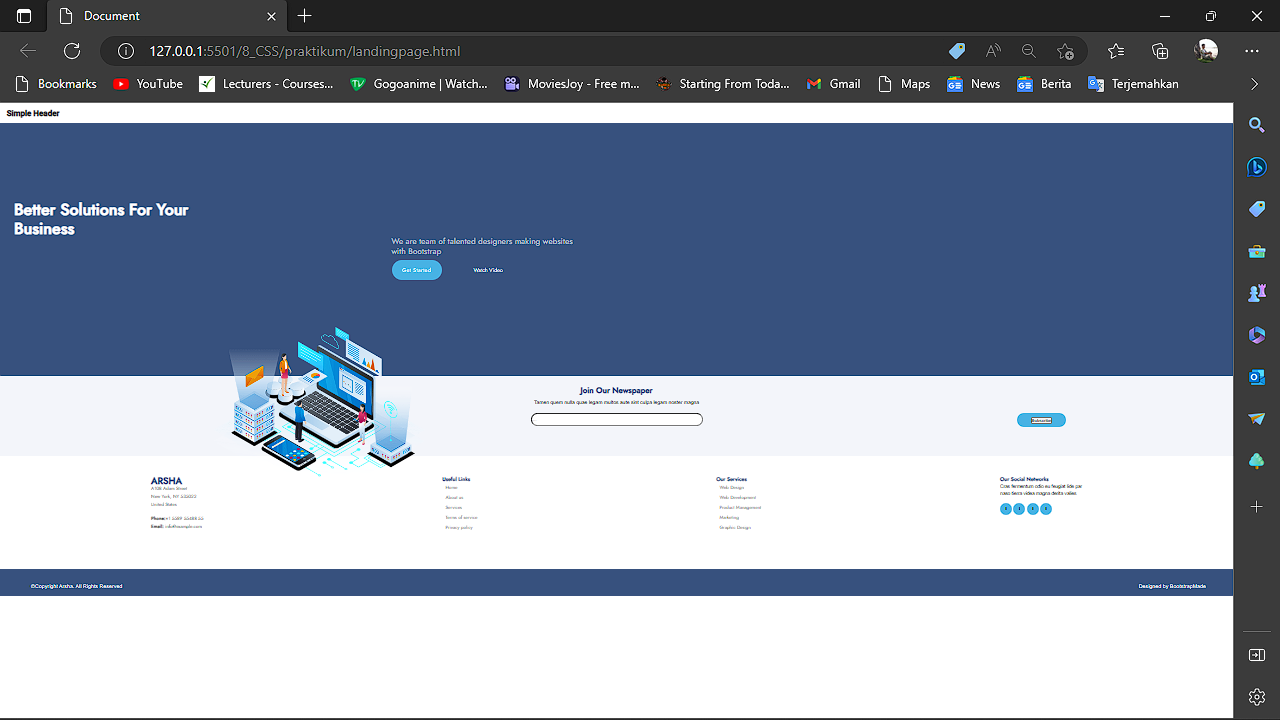 Document
127.0.0.1:5501/8_CSS/praktikum/landingpage.html
Bookmarks
YouTube
Lecturers - Courses
Gogoanime | Watch...
MoviesJoy - Free m...
Starting From Toda...
Gmail
Maps
News
Berita
Terjemahkan
Simple Header
Better Solutions For Your
Business
We are team of talented designers making websites
with Bootstrap
Get Started
Watch Video
Join Our Newspaper
Tamen quem nulla quae legam multos aute sint culpa legam noster magna
Subscribe
ARSHA
A108 Adam Street
New York, NY 535022
United States
Phone: +1 5589 55488 55
Email: info@example.com
Useful Links
Home
About us
Services
Terms of service
Privacy policy
Our Services
Web Design
Web Development
Product Management
Marketing
Graphic Design
Our Social Networks
Cras fermentum odio eu feugiat lide par
naso tierra videa magna derita valies
©Copyright Arsha. All Rights Reserved
Designed by BootstrapMade